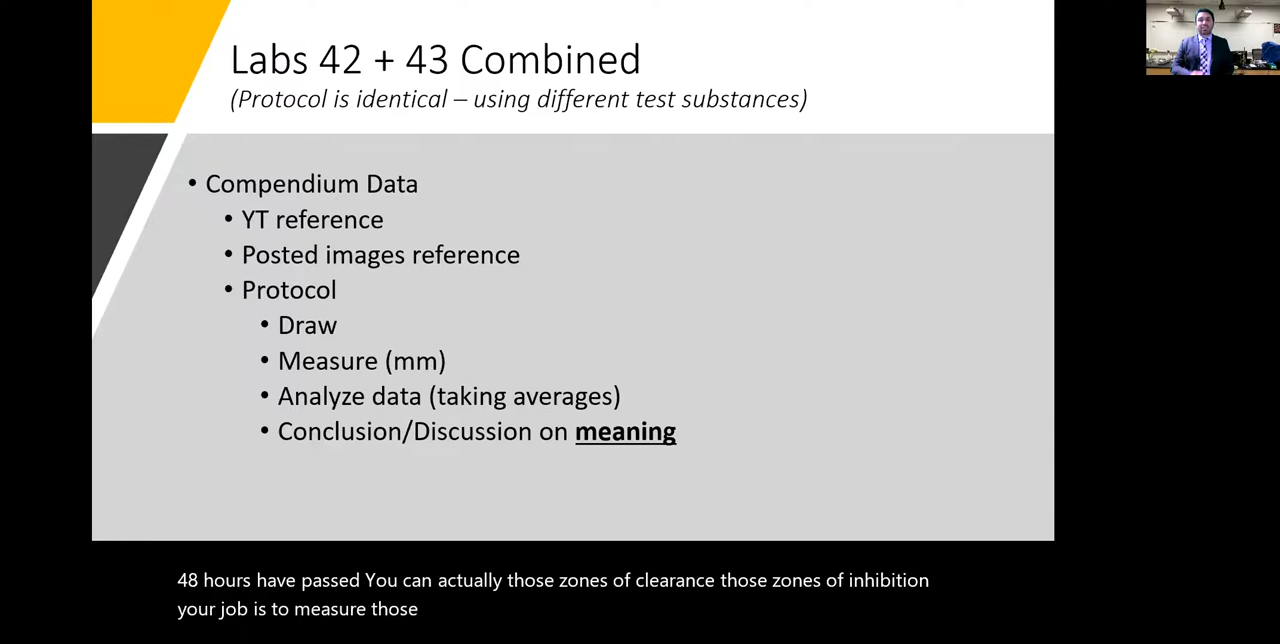 Labs 42 + 43 Combined
(Protocol is identical – using different test substances)
• Compendium Data
• YT reference
• Posted images reference
• Protocol
• Draw
• Measure (mm)
• Analyze data (taking averages)
• Conclusion/Discussion on meaning
48 hours have passed You can actually those zones of clearance those zones of inhibition
your job is to measure those